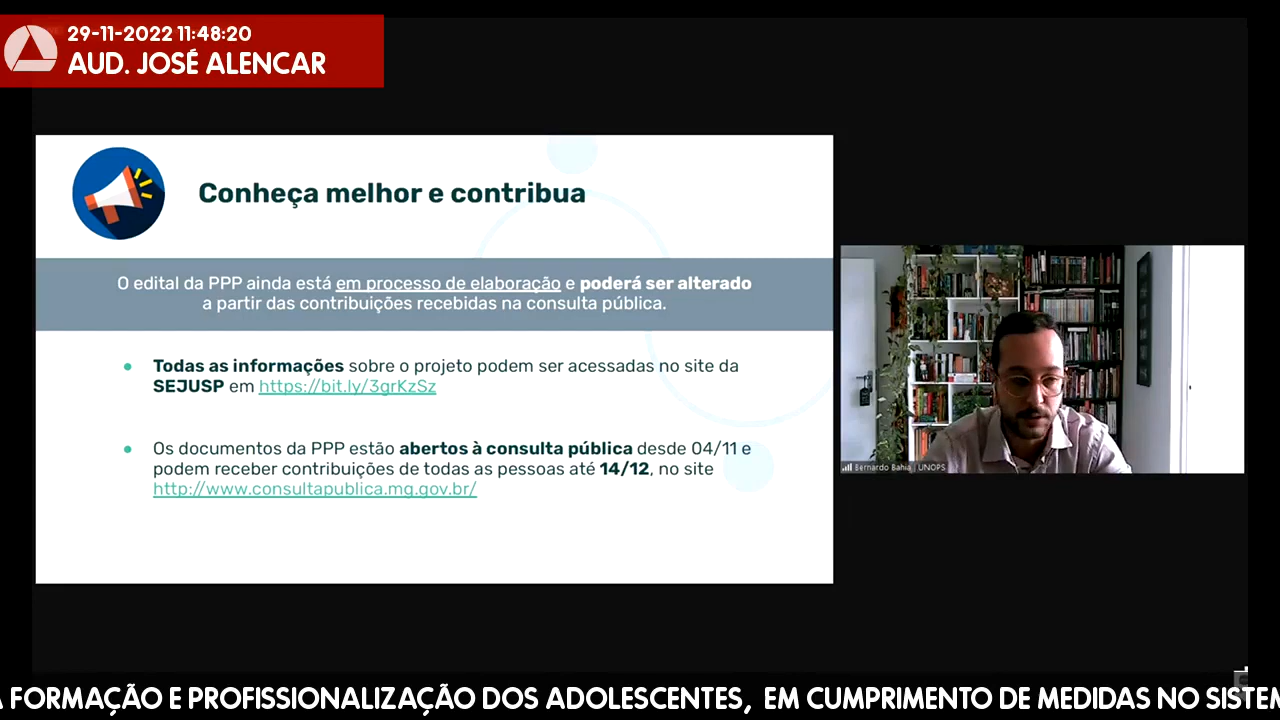 29-11-2022 11:48:20
AUD. JOSÉ ALENCAR
Conheça melhor e contribua
O edital da PPP ainda está em processo de elaboração e poderá ser alterado
a partir das contribuições recebidas na consulta pública.
Todas as informações sobre o projeto podem ser acessadas no site da
SEJUSP em https://bit.ly/3grKzSz
Os documentos da PPP estão abertos à consulta pública desde 04/11 e
podem receber contribuições de todas as pessoas até 14/12, no site
http://www.consultapublica.mg.gov.br/
Bernardo Bahia | UNOPS
A FORMAÇÃO E PROFISSIONALIZAÇÃO DOS ADOLESCENTES, EM CUMPRIMENTO DE MEDIDAS NO SISTEM